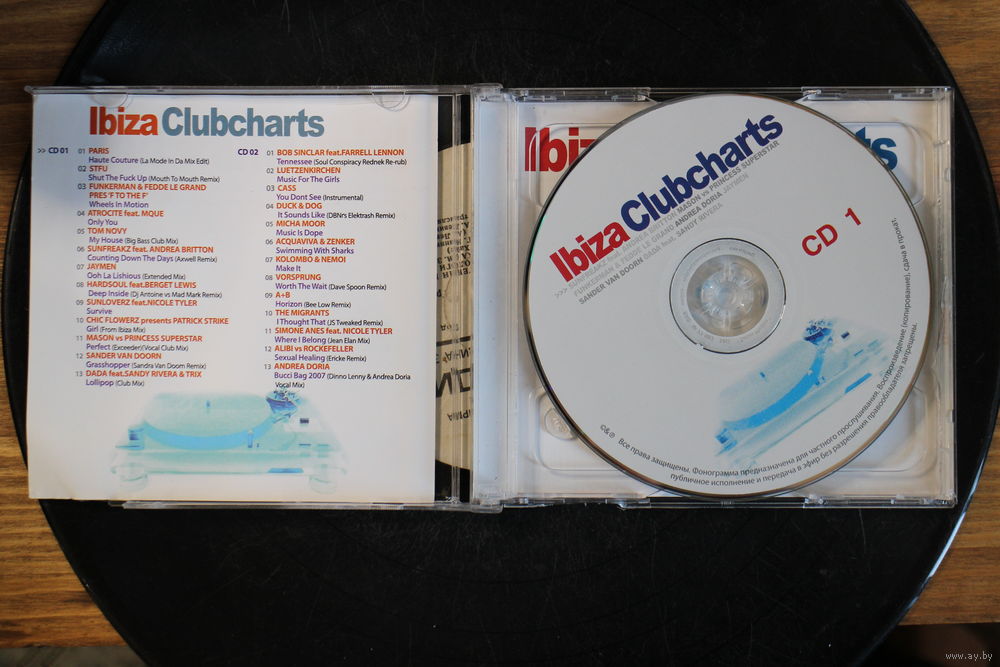 Ibiza Clubcharts
>> CD 01
01 PARIS
Haute Couture (La Mode In Da Mix Edit)
02 STFU
Shut The Fuck Up (Mouth To Mouth Remix)
03 FUNKERMAN & FEDDE LE GRAND
PRES 'F TO THE F'
Wheels In Motion
04 ATROCITE feat. MQUE
Only You
05 TOM NOVY
My House (Big Bass Club Mix)
06 SUNFREAKZ feat. ANDREA BRITTON
Counting Down The Days (Axwell Remix)
07 JAYMEN
Ooh La Lishious (Extended Mix)
08 HARDSOUL feat.BERGET LEWIS
Deep Inside (Dj Antoine vs Mad Mark Remix)
09 SUNLOVERZ feat.NICOLE TYLER
Survive
10 CHIC FLOWERZ presents PATRICK STRIKE
Girl (From Ibiza Mix)
11 MASON vs PRINCESS SUPERSTAR
Perfect (Exceeder)(Vocal Club Mix)
12 SANDER VAN DOORN
Grasshopper (Sandra Van Doorn Remix)
13 DADA feat.SANDY RIVERA & TRIX
Lollipop (Club Mix)
CD 02
01 BOB SINCLAR feat.FARRELL LENNON
Tennessee (Soul Conspiracy Rednek Re-rub)
02 LUETZENKIRCHEN
Music For The Girls
03 CASS
You Dont See (Instrumental)
04 DUCK & DOG
It Sounds Like (DBN's Elektrash Remix)
05 MICHA MOOR
Music Is Dope
06 ACQUAVIVA & ZENKER
Swimming With Sharks
07 KOLOMBO & NEMOI
Make It
08 VORSPRUNG
Worth The Wait (Dave Spoon Remix)
09 A+B
Horizon (Bee Low Remix)
10 THE MIGRANTS
I Thought That (JS Tweaked Remix)
11 SIMONE ANES feat. NICOLE TYLER
Where I Belong (Jean Elan Mix)
12 ALIBI vs ROCKEFELLER
Sexual Healing (Ericke Remix)
13 ANDREA DORIA
Bucci Bag 2007 (Dinno Lenny & Andrea Doria
Vocal Mix)
Ibiza Clubcharts
>>> SUNFREAKZ feat. ANDREA BRITTON MASON vs PRINCESS SUPERSTAR
FUNKERMAN & FEDDE LE GRAND ANDREA DORIA JAYMEN
SANDER VAN DOORN DADA feat. SANDY RIVERA
CD 1
©& ℗ Все права защищены. Фонограмма предназначена для частного прослушивания. Воспроизведение (копирование), сдача в прокат,
публичное исполнение и передача в эфир без разрешения правообладателя запрещены.
www.ay.by